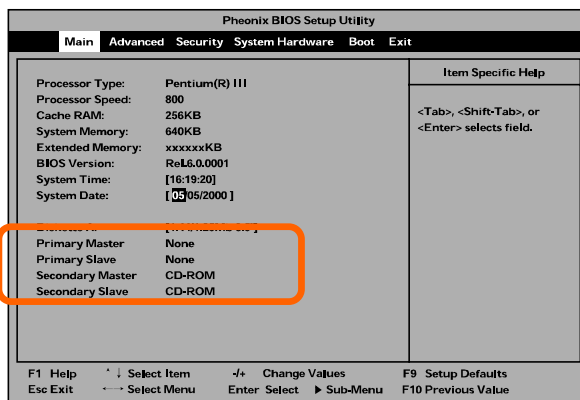 Pheonix BIOS Setup Utility
Main Advanced Security System Hardware Boot Exit
Item Specific Help
Processor Type: Pentium(R) III
Processor Speed: 800
Cache RAM: 256KB
System Memory: 640KB
Extended Memory: xxxxxxKB
BIOS Version: ReL6.0.0001
System Time: [16:19:20]
System Date: [ 05/05/2000 ]
<Tab>, <Shift-Tab>, or
<Enter> selects field.
Primary Master None
Primary Slave None
Secondary Master CD-ROM
Secondary Slave CD-ROM
F1 Help ↑↓ Select Item -/+ Change Values F9 Setup Defaults
Esc Exit ←→ Select Menu Enter Select ▶ Sub-Menu F10 Previous Value